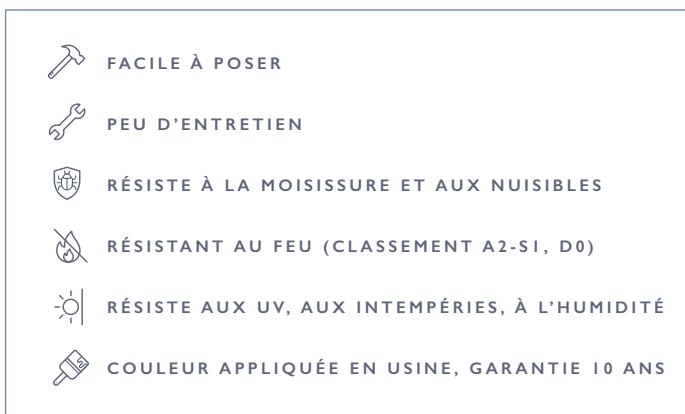 FACILE À POSER
PEU D’ENTRETIEN
RÉSISTE À LA MOISISSURE ET AUX NUISIBLES
RÉSISTANT AU FEU (CLASSEMENT A2-S1, D0)
RÉSISTE AUX UV, AUX INTEMPÉRIES, À L’HUMIDITÉ
COULEUR APPLIQUÉE EN USINE, GARANTIE 10 ANS